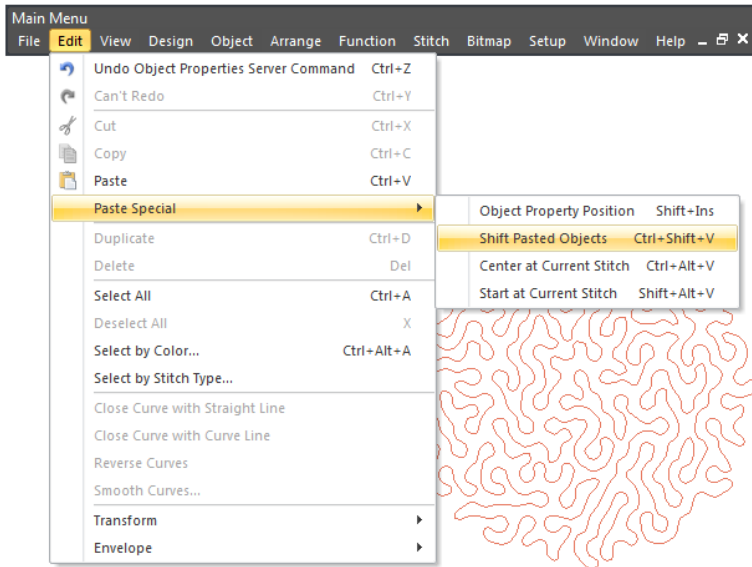 Main Menu
File Edit View Design Object Arrange Function Stitch Bitmap Setup Window Help
Undo Object Properties Server Command Ctrl+Z
Can't Redo Ctrl+Y
Cut Ctrl+X
Copy Ctrl+C
Paste Ctrl+V
Paste Special
Object Property Position Shift+Ins
Shift Pasted Objects Ctrl+Shift+V
Center at Current Stitch Ctrl+Alt+V
Start at Current Stitch Shift+Alt+V
Duplicate Ctrl+D
Delete Del
Select All Ctrl+A
Deselect All X
Select by Color... Ctrl+Alt+A
Select by Stitch Type...
Close Curve with Straight Line
Close Curve with Curve Line
Reverse Curves
Smooth Curves...
Transform
Envelope